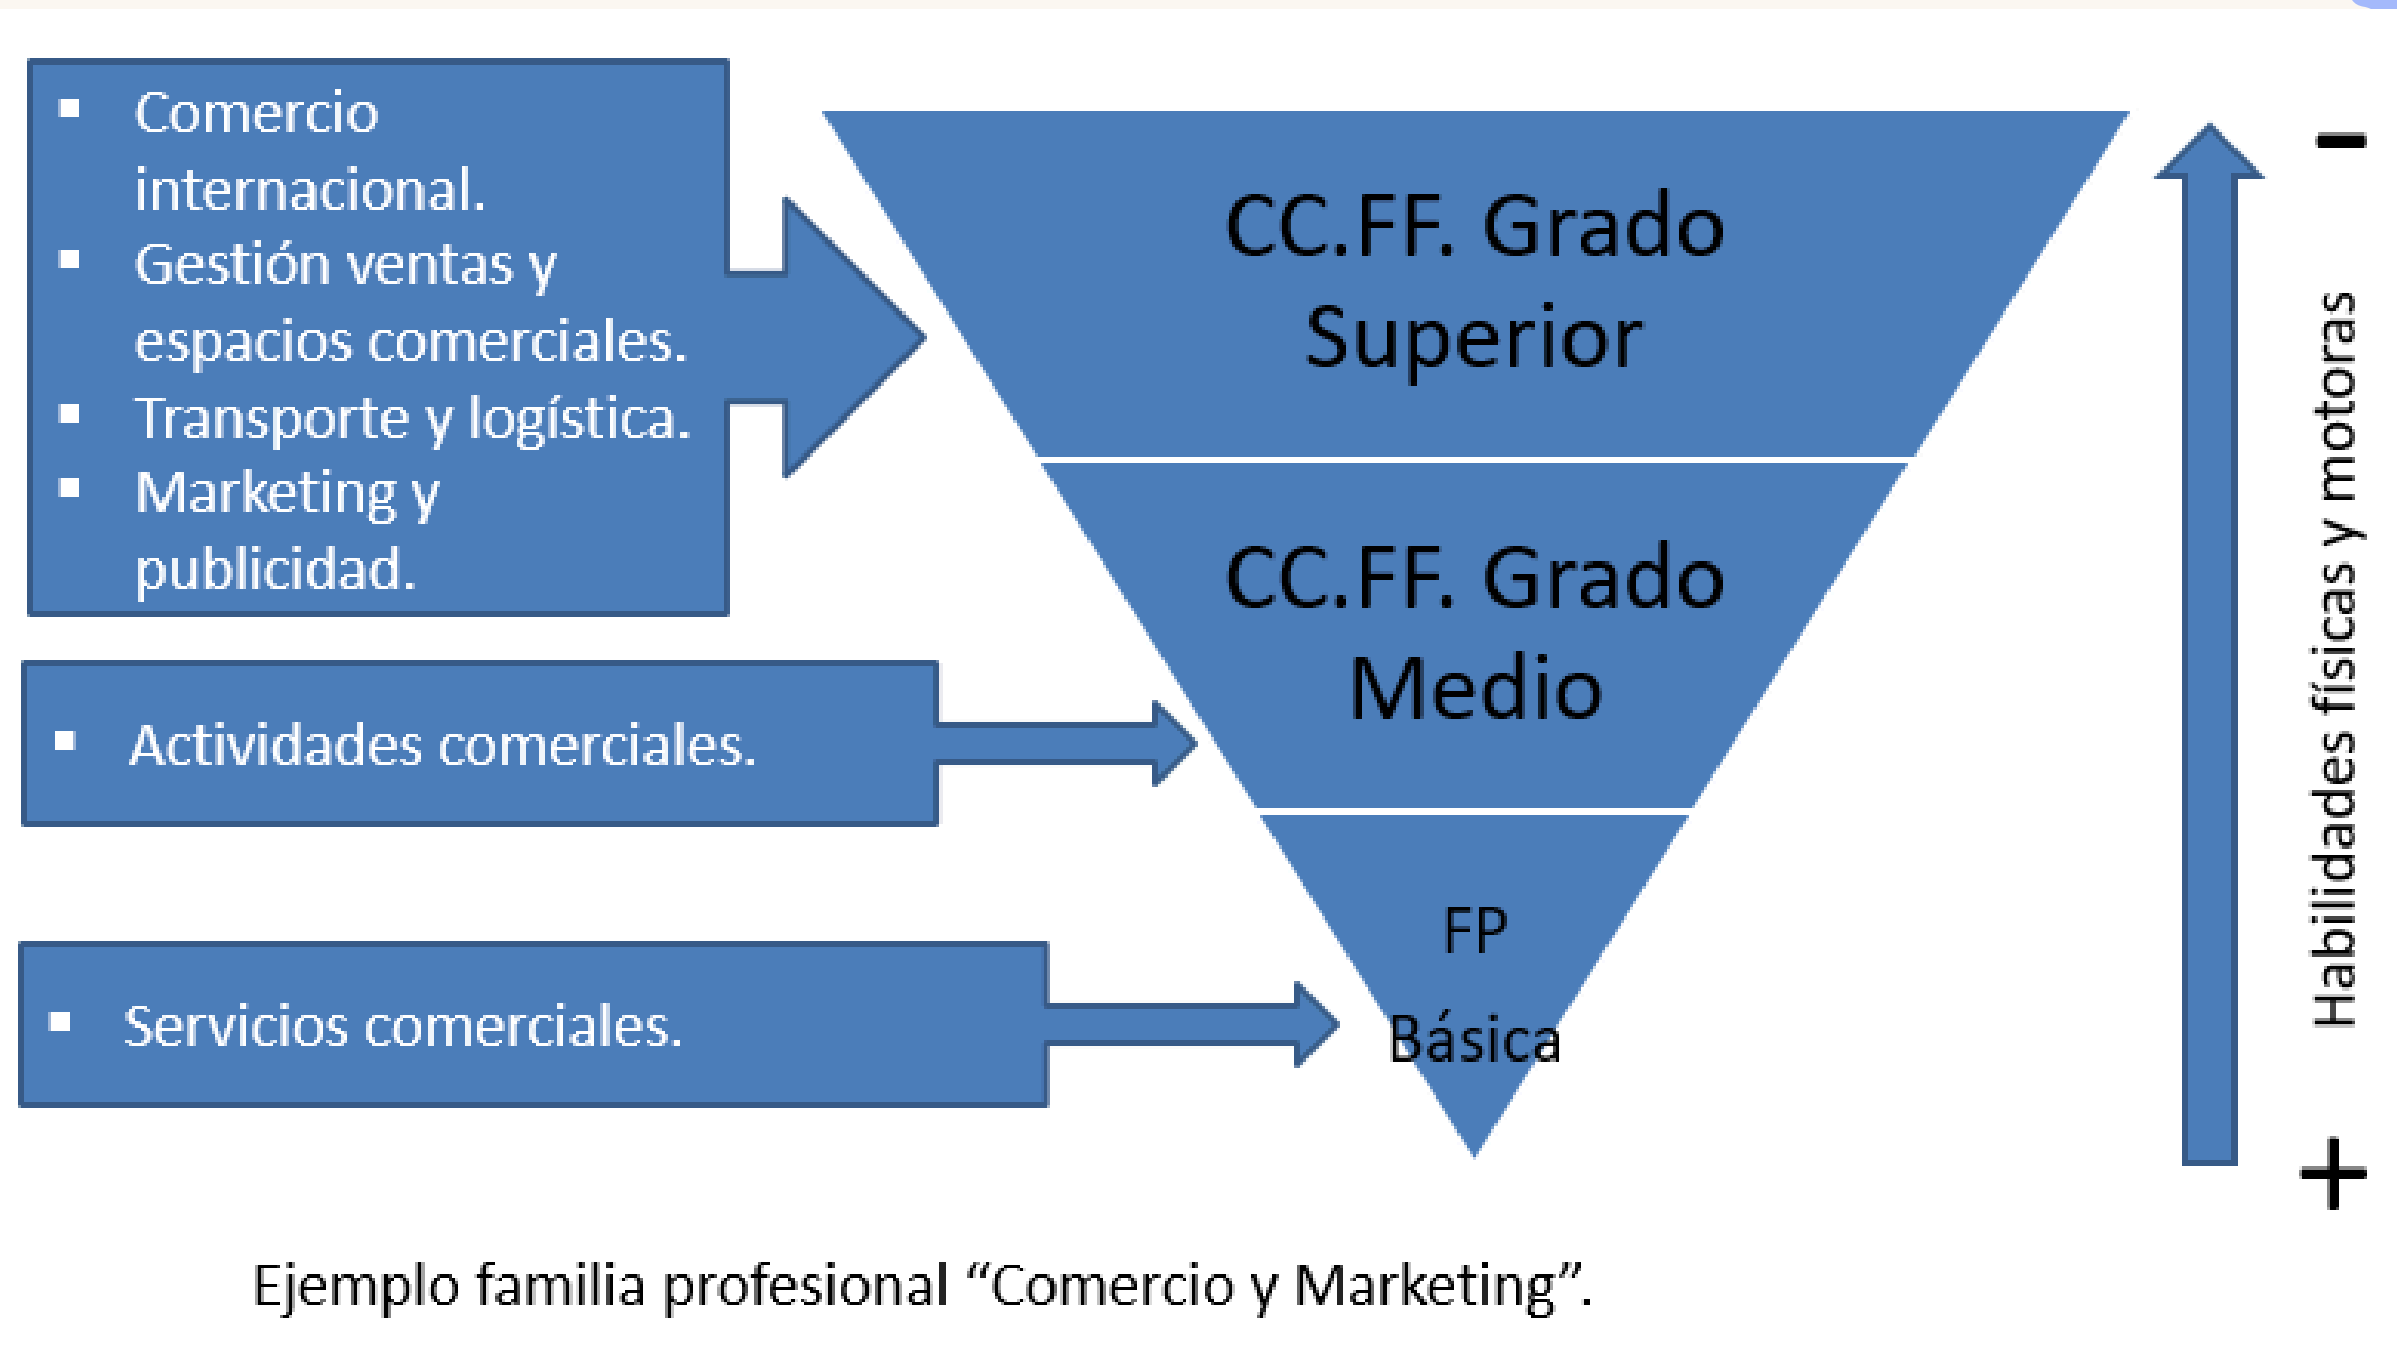 ▪ Comercio
internacional.
▪ Gestión ventas y
espacios comerciales.
▪ Transporte y logística.
▪ Marketing y
publicidad.
CC.FF. Grado
Superior
▪ Actividades comerciales.
CC.FF. Grado
Medio
▪ Servicios comerciales.
FP
Básica
-
Habilidades físicas y motoras
+
Ejemplo familia profesional “Comercio y Marketing”.